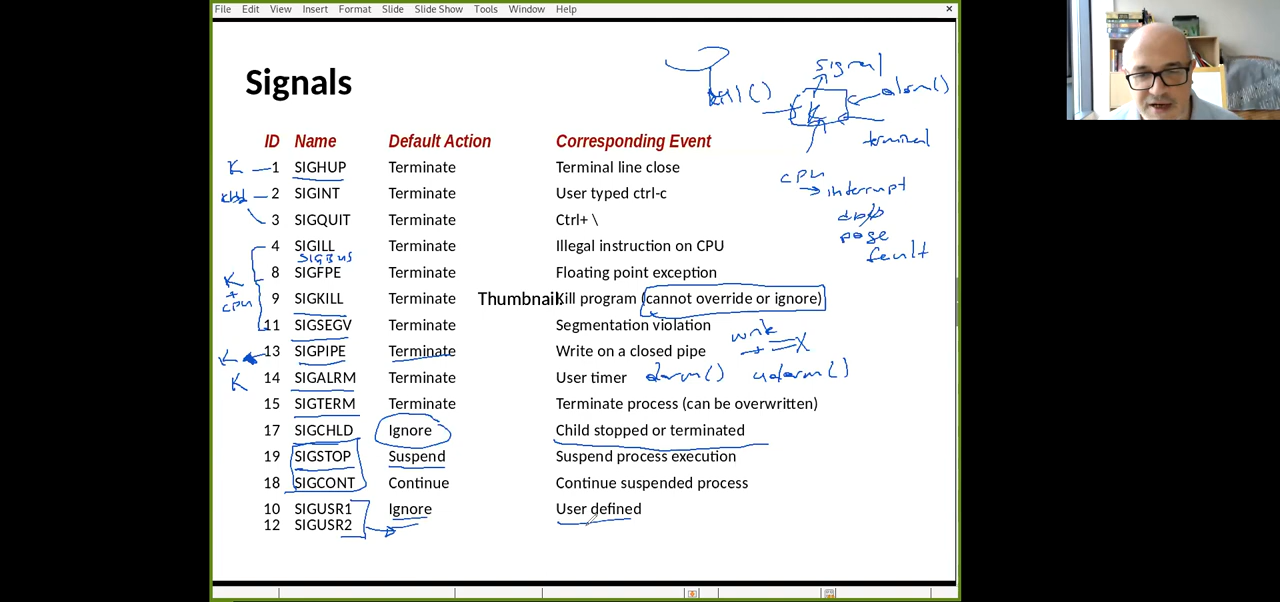 File Edit View Insert Format Slide Slide Show Tools Window Help ×
Signals
signal
kill() K alarm()
terminal
CPU
→ interrupt
page
fault
ID Name Default Action Corresponding Event
K 1 SIGHUP Terminate Terminal line close
kbd 2 SIGINT Terminate User typed ctrl-c
3 SIGQUIT Terminate Ctrl+ \
4 SIGILL Terminate Illegal instruction on CPU
SIGBUS
8 SIGFPE Terminate Floating point exception
K
+
CPU
9 SIGKILL Terminate Thumbnail Kill program (cannot override or ignore)
11 SIGSEGV Terminate Segmentation violation
write
K 13 SIGPIPE Terminate Write on a closed pipe
K 14 SIGALRM Terminate User timer alarm() ualarm()
15 SIGTERM Terminate Terminate process (can be overwritten)
17 SIGCHLD Ignore Child stopped or terminated
19 SIGSTOP Suspend Suspend process execution
18 SIGCONT Continue Continue suspended process
10 SIGUSR1 Ignore User defined
12 SIGUSR2